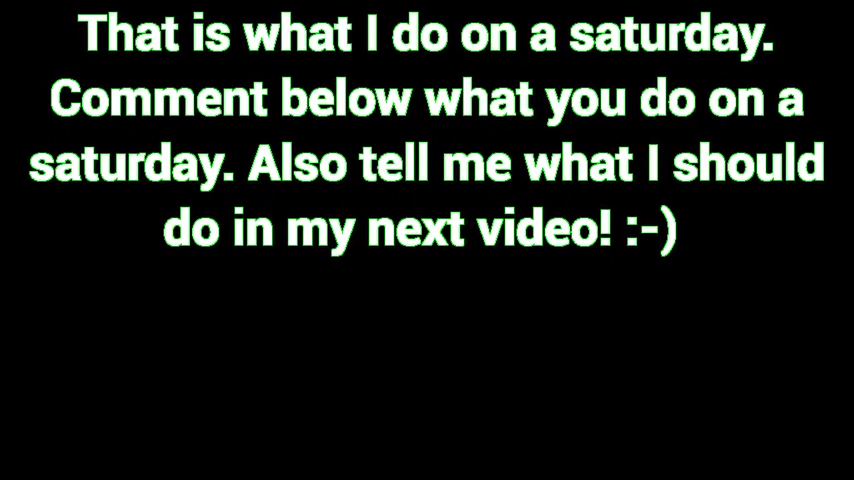 That is what I do on a saturday.
Comment below what you do on a
saturday. Also tell me what I should
do in my next video! :-)